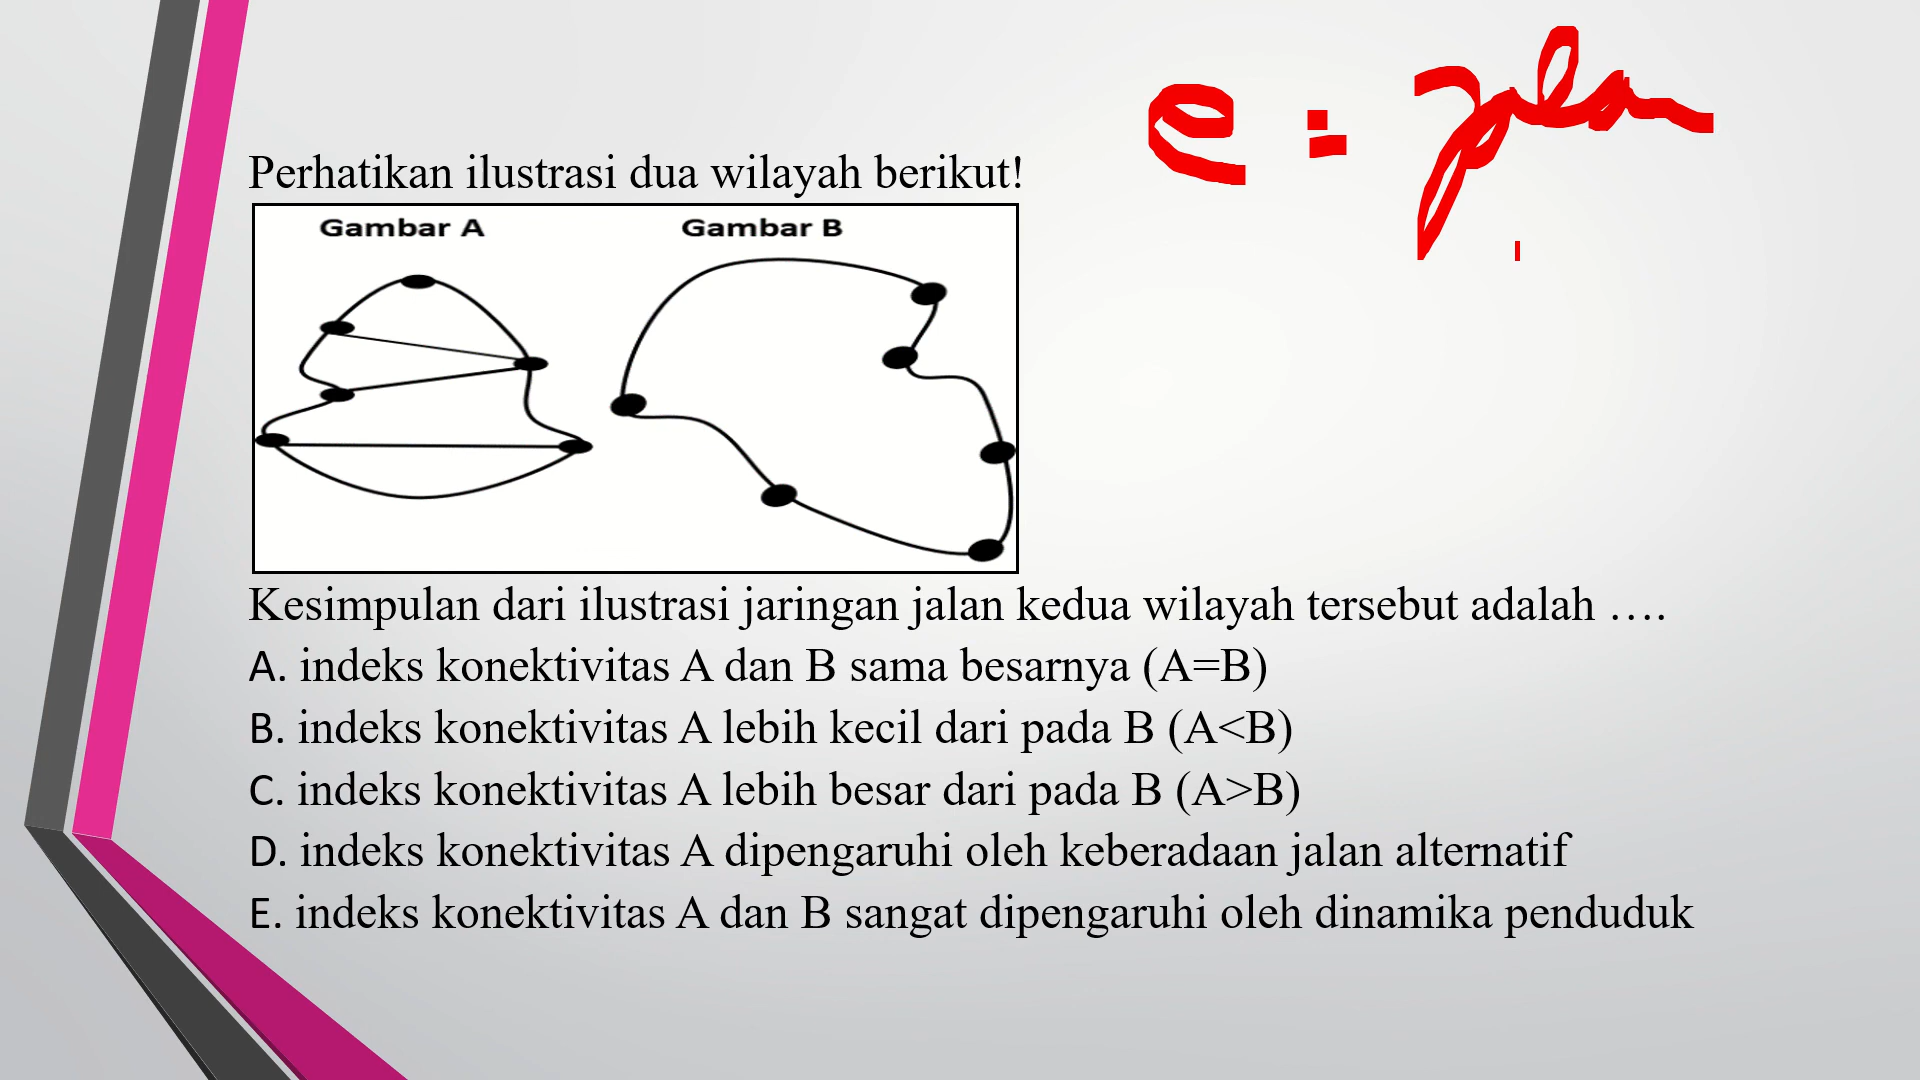 e = jalan
Perhatikan ilustrasi dua wilayah berikut!
Gambar A Gambar B
Kesimpulan dari ilustrasi jaringan jalan kedua wilayah tersebut adalah ….
A. indeks konektivitas A dan B sama besarnya (A=B)
B. indeks konektivitas A lebih kecil dari pada B (A<B)
C. indeks konektivitas A lebih besar dari pada B (A>B)
D. indeks konektivitas A dipengaruhi oleh keberadaan jalan alternatif
E. indeks konektivitas A dan B sangat dipengaruhi oleh dinamika penduduk